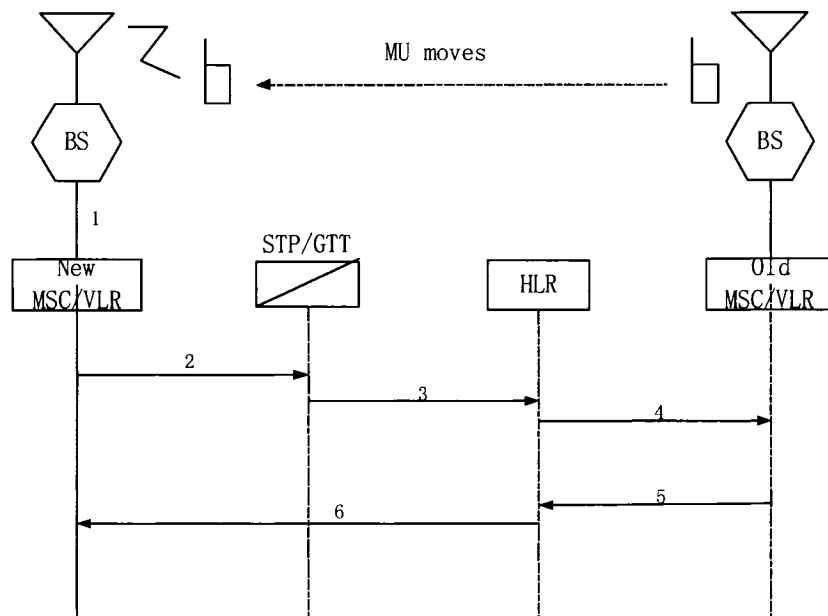 MU moves
BS
BS
1
STP/GTT
New
MSC/VLR
HLR
Old
MSC/VLR
2
3
4
5
6